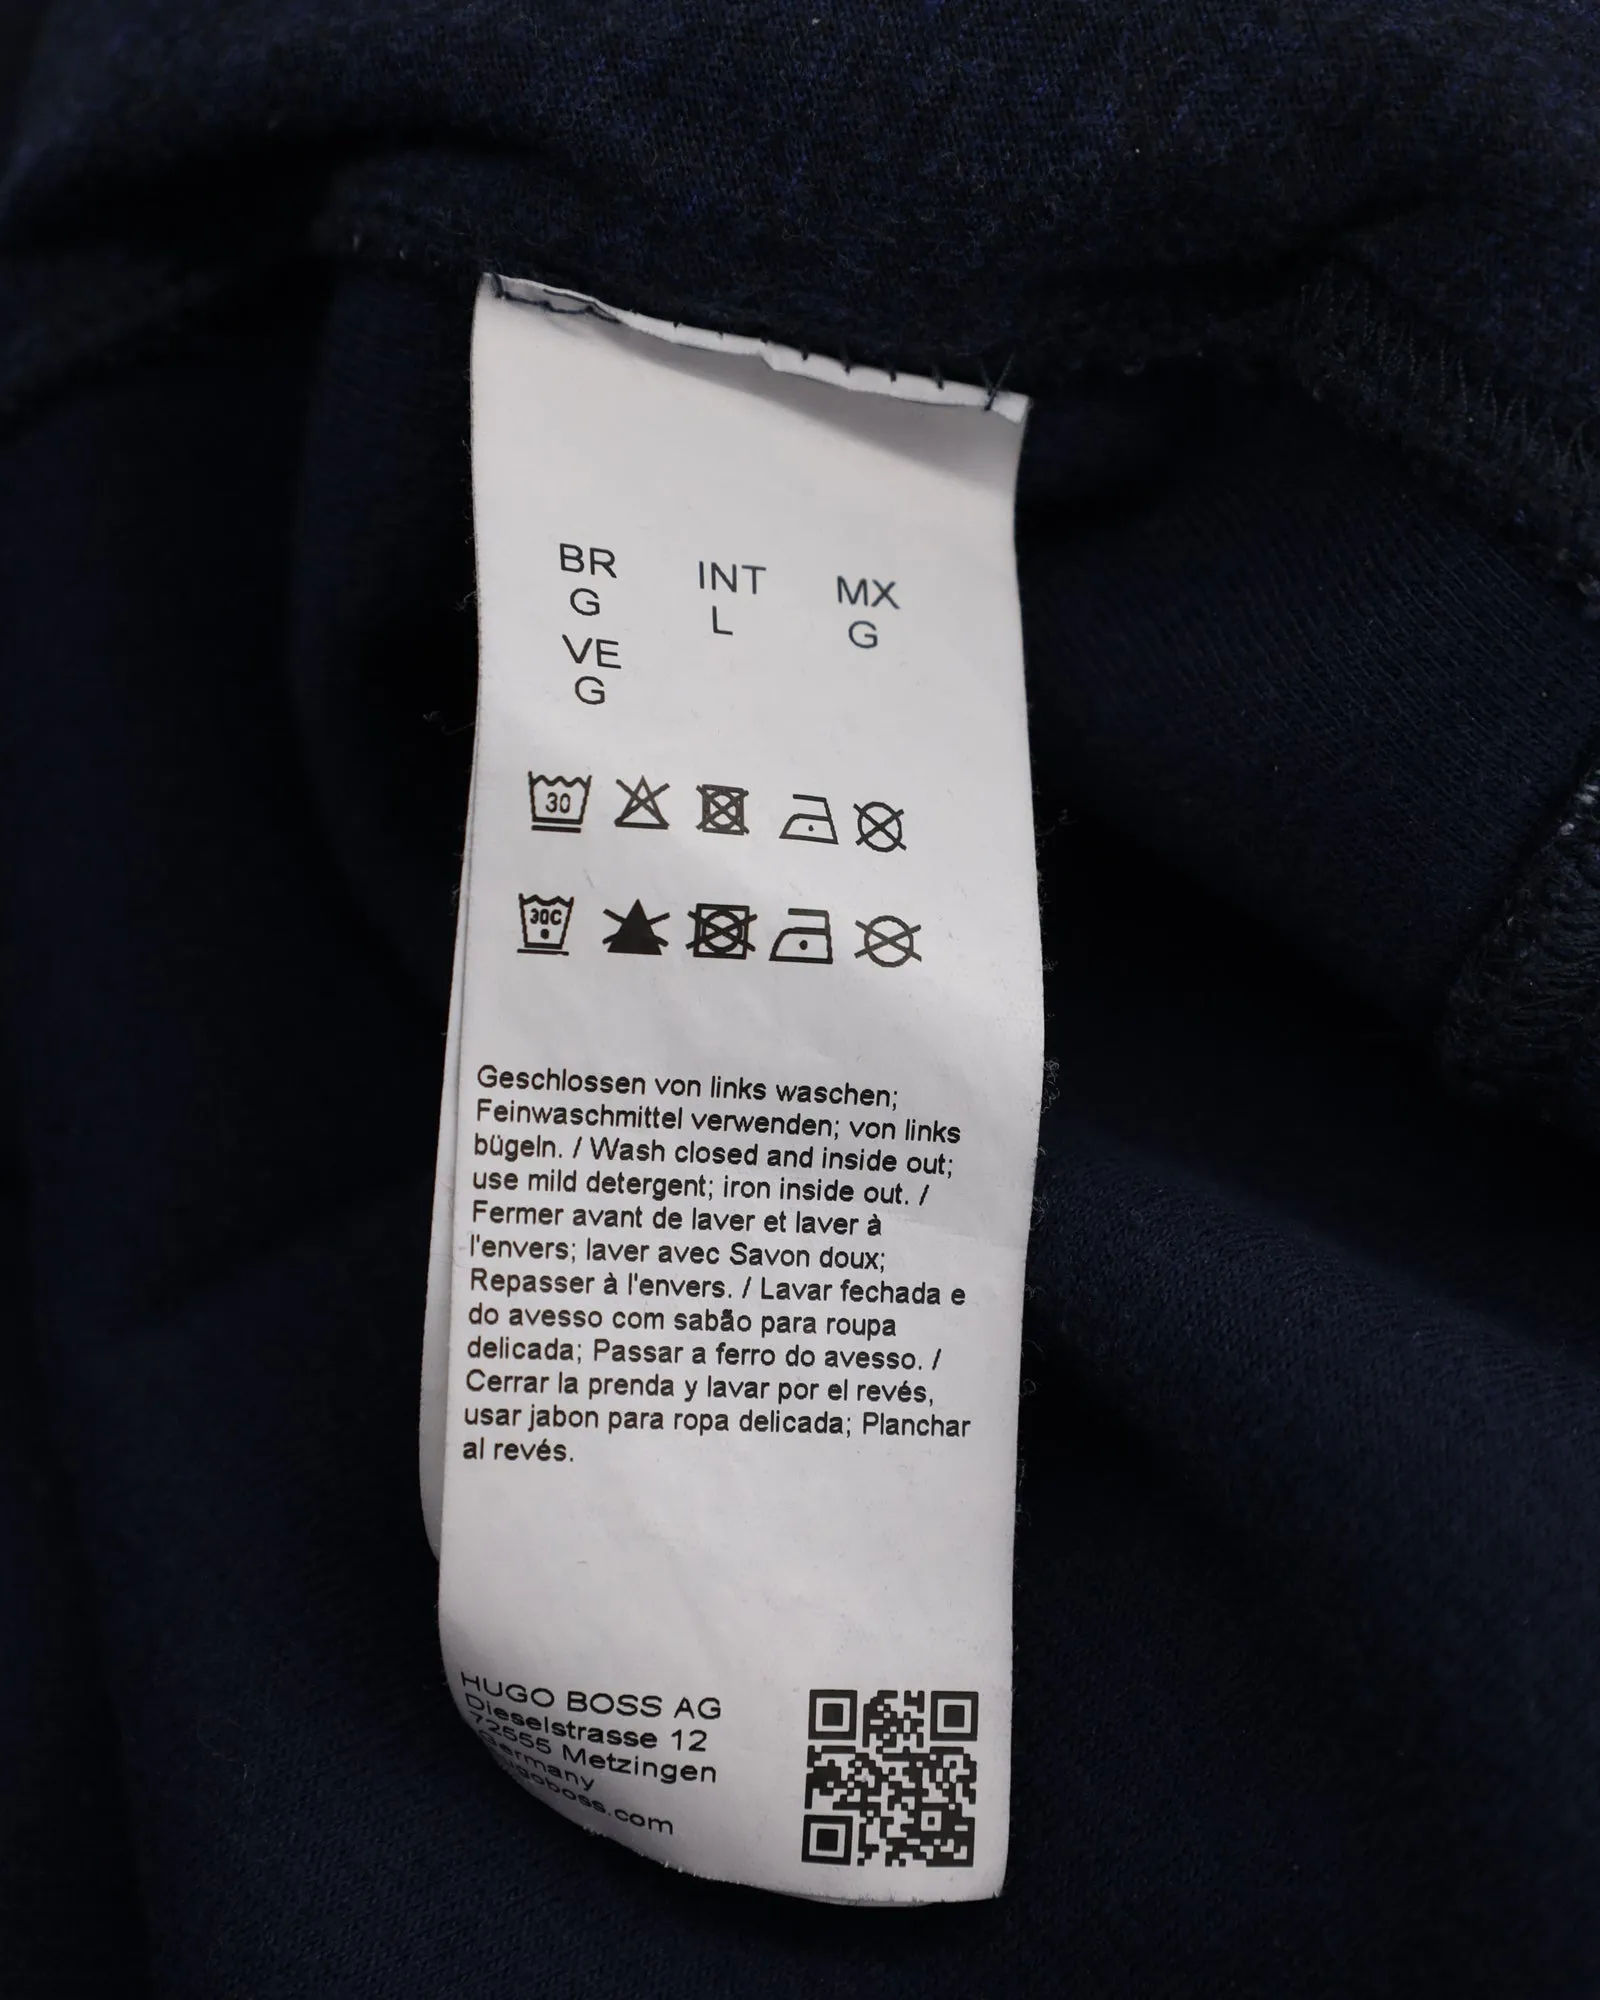 BR INT MX
G L G
VE
G
30
30C
Geschlossen von links waschen;
Feinwaschmittel verwenden; von links
bügeln. / Wash closed and inside out;
use mild detergent; iron inside out. /
Fermer avant de laver et laver à
l'envers; laver avec Savon doux;
Repasser à l'envers. / Lavar fechada e
do avesso com sabão para roupa
delicada; Passar a ferro do avesso. /
Cerrar la prenda y lavar por el revés,
usar jabon para ropa delicada; Planchar
al revés.
HUGO BOSS AG
Dieselstrasse 12
72555 Metzingen
Germany
hugoboss.com